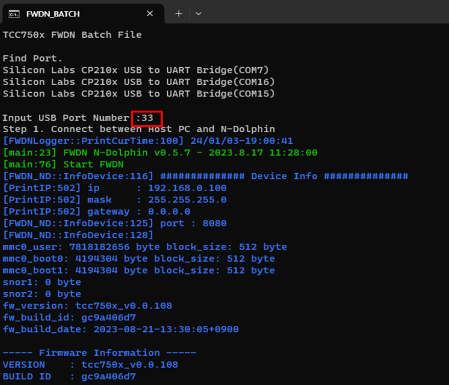 FWDN_BATCH
TCC750x FWDN Batch File
Find Port.
Silicon Labs CP210x USB to UART Bridge(COM7)
Silicon Labs CP210x USB to UART Bridge(COM16)
Silicon Labs CP210x USB to UART Bridge(COM15)
Input USB Port Number :33
Step 1. Connect between Host PC and N-Dolphin
[FWDNLogger::PrintCurTime:100] 24/01/03-19:00:41
[main:23] FWDN N-Dolphin v0.5.7 - 2023.8.17 11:28:00
[main:76] Start FWDN
[FWDN_ND::InfoDevice:116] ############## Device Info ##############
[PrintIP:502] ip : 192.168.0.100
[PrintIP:502] mask : 255.255.255.0
[PrintIP:502] gateway : 0.0.0.0
[FWDN_ND::InfoDevice:125] port : 8080
[FWDN_ND::InfoDevice:128]
mmc0_user: 7818182656 byte block_size: 512 byte
mmc0_boot0: 4194304 byte block_size: 512 byte
mmc0_boot1: 4194304 byte block_size: 512 byte
snor1: 0 byte
snor2: 0 byte
fw_version: tcc750x_v0.0.108
fw_build_id: gc9a406d7
fw_build_date: 2023-08-21-13:30:05+0900
----- Firmware Information -----
VERSION : tcc750x_v0.0.108
BUILD ID : gc9a406d7